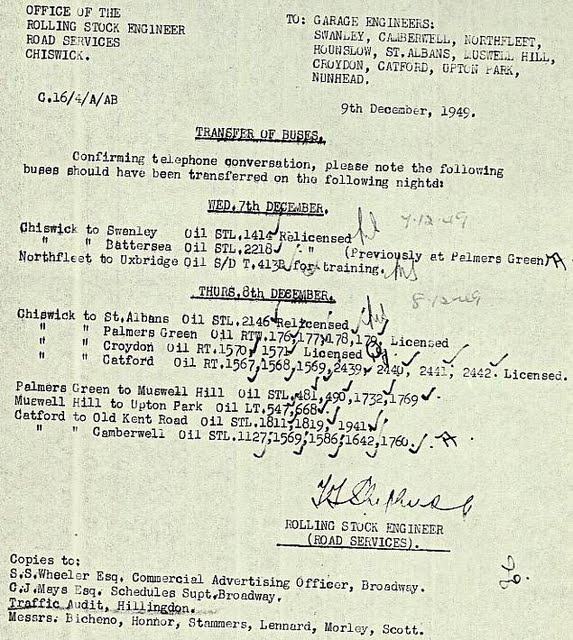 OFFICE OF THE
ROLLING STOCK ENGINEER
ROAD SERVICES
CHISWICK.
G.16/4/A/AB
TO: GARAGE ENGINEERS:
SWANLEY, CAMBERWELL, NORTHFLEET,
HOUNSLOW, ST.ALBANS, MUSWELL HILL,
CROYDON, CATFORD, UPTON PARK,
NUNHEAD.
9th December, 1949.
TRANSFER OF BUSES.
Confirming telephone conversation, please note the following
buses should have been transferred on the following nightd:
WED.7th DECEMBER.
7-12-49
Chiswick to Swanley Oil STL.1414 Relicensed
" " Battersea Oil STL.2218 " (Previously at Palmers Green) A
Northfleet to Uxbridge Oil S/D T.413B for training.
THURS.8th DESEMBER.
8-12-49
Chiswick to St.Albans Oil STL.2146 Relicensed
" " Palmers Green Oil RTW.176,177,178,179, Licensed
" " Croydon Oil RT.1570, 1571 Licensed
" " Catford Oil RT.1567,1568,1569,2439, 2440, 2441, 2442. Licensed.
Palmers Green to Muswell Hill Oil STL.481,490,1732,1769
Muswell Hill to Upton Park Oil LT.547,668
Catford to Old Kent Road Oil STL.1811,1819, 1941
" " Camberwell Oil STL.1127,1569,1586,1642,1760. A
ROLLING STOCK ENGINEER
(ROAD SERVICES).
Copies to:
S.S.Wheeler Esq. Commercial Advertising Officer, Broadway.
C.J.Mays Esq. Schedules Supt.Broadway.
Traffic Audit, Hillingdon.
Messrs. Bicheno, Honnor, Stammers, Lennard, Morley, Scott.